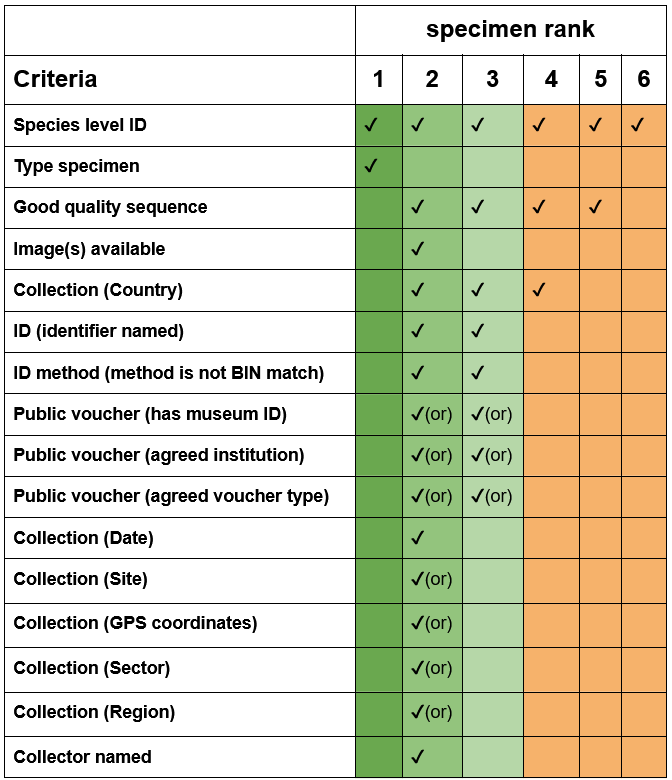 specimen rank
Criteria 1 2 3 4 5 6
Species level ID ✓ ✓ ✓ ✓ ✓ ✓
Type specimen ✓
Good quality sequence ✓ ✓ ✓ ✓
Image(s) available ✓
Collection (Country) ✓ ✓ ✓
ID (identifier named) ✓ ✓
ID method (method is not BIN match) ✓ ✓
Public voucher (has museum ID) ✓(or) ✓(or)
Public voucher (agreed institution) ✓(or) ✓(or)
Public voucher (agreed voucher type) ✓(or) ✓(or)
Collection (Date) ✓
Collection (Site) ✓(or)
Collection (GPS coordinates) ✓(or)
Collection (Sector) ✓(or)
Collection (Region) ✓(or)
Collector named ✓